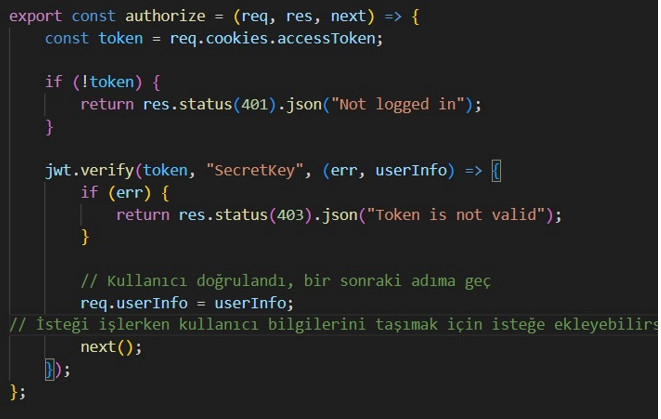 export const authorize = (req, res, next) => {
const token = req.cookies.accessToken;
if (!token) {
return res.status(401).json("Not logged in");
}
jwt.verify(token, "SecretKey", (err, userInfo) => {
if (err) {
return res.status(403).json("Token is not valid");
}
// Kullanıcı doğrulandı, bir sonraki adıma geç
req.userInfo = userInfo;
// İsteği işlerken kullanıcı bilgilerini taşımak için isteğe ekleyebilirs
next();
});
};